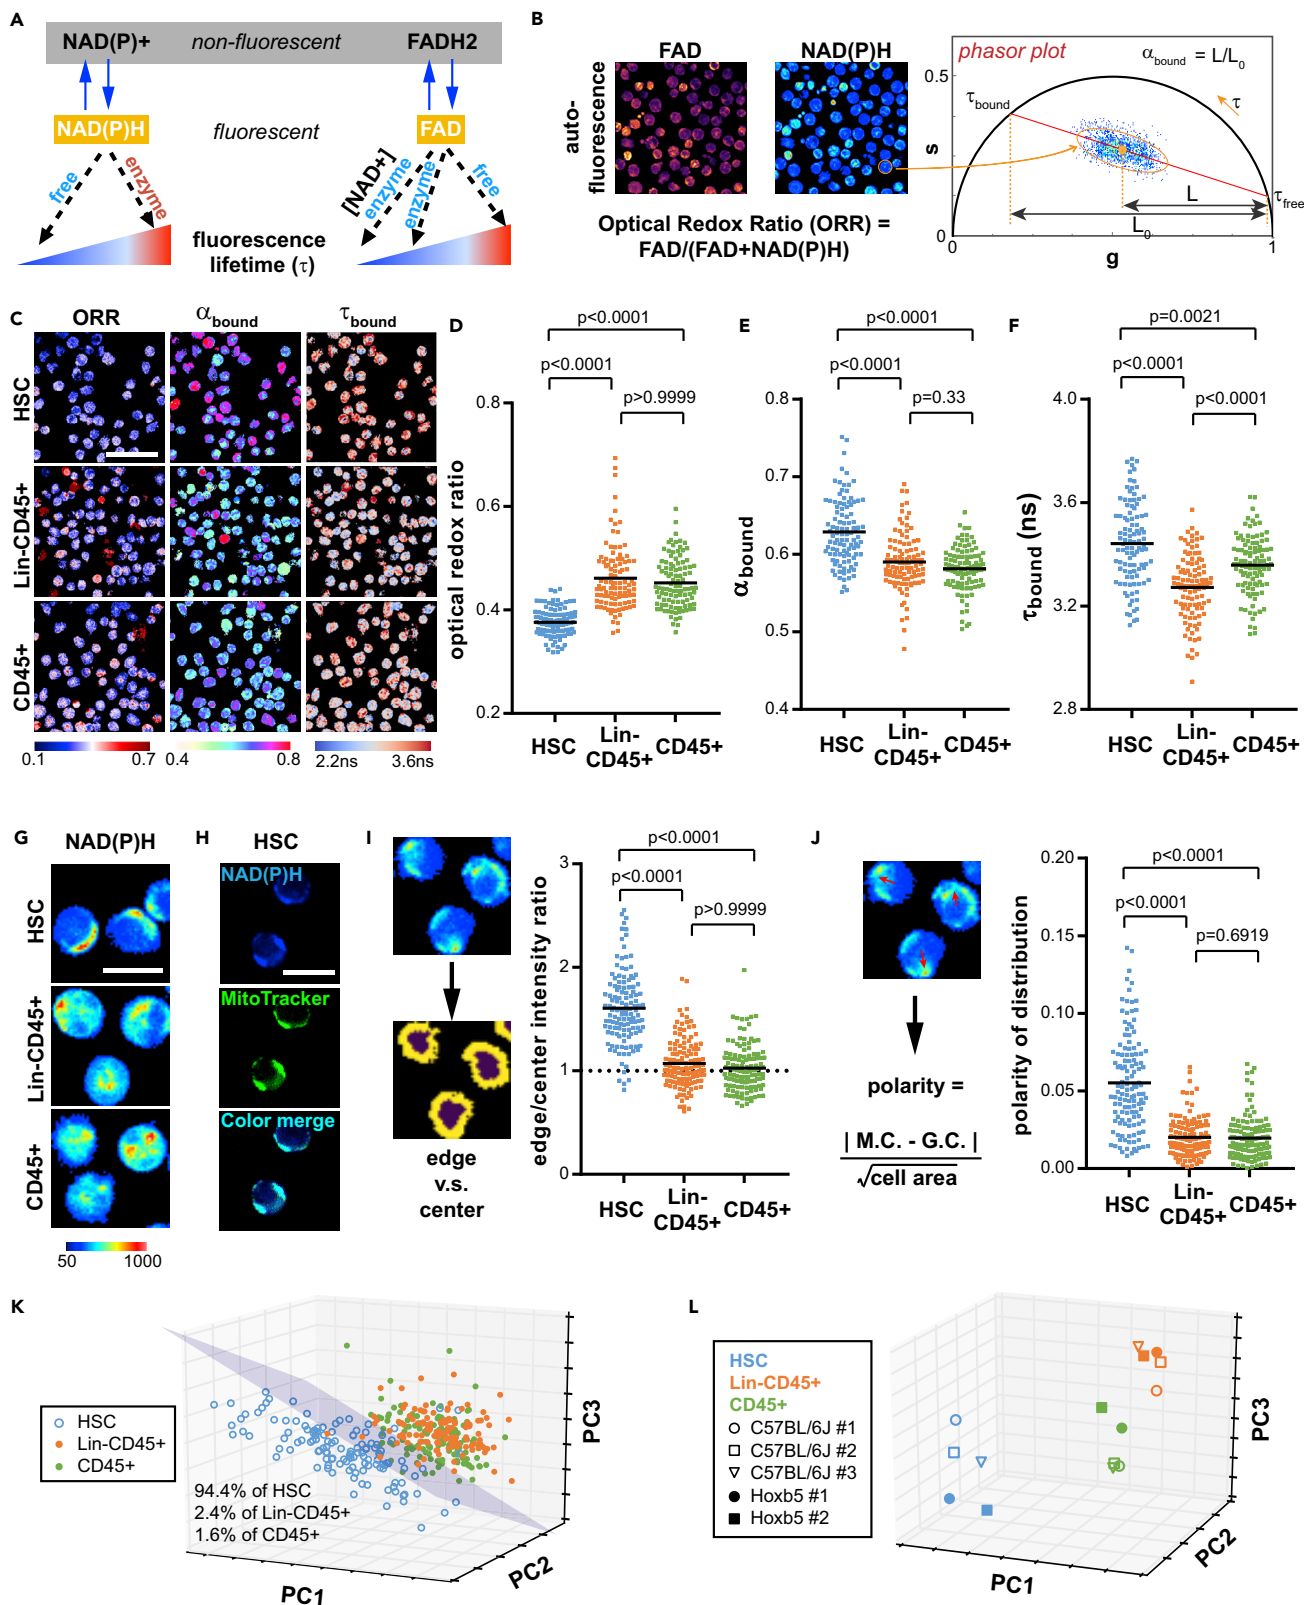 A
NAD(P)+ non-fluorescent FADH2
NAD(P)H fluorescent FAD
free enzyme
[NAD+] enzyme enzyme free
fluorescence
lifetime (τ)
B
FAD NAD(P)H
auto-
fluorescence
Optical Redox Ratio (ORR) =
FAD/(FAD+NAD(P)H)
phasor plot
αbound = L/L0
τbound
τ
τfree
L
L0
0.5
0
s
0 1
g
C
ORR αbound τbound
HSC
Lin-CD45+
CD45+
0.1 0.7 0.4 0.8 2.2ns 3.6ns
D
p<0.0001
p<0.0001
p>0.9999
optical redox ratio
0.8
0.6
0.4
0.2
HSC Lin-CD45+ CD45+
E
p<0.0001
p<0.0001
p=0.33
αbound
0.8
0.7
0.6
0.5
0.4
HSC Lin-CD45+ CD45+
F
p=0.0021
p<0.0001
p<0.0001
τbound (ns)
4.0
3.6
3.2
2.8
HSC Lin-CD45+ CD45+
G
NAD(P)H
HSC
Lin-CD45+
CD45+
50 1000
H
HSC
NAD(P)H
MitoTracker
Color merge
I
edge
v.s.
center
p<0.0001
p<0.0001
p>0.9999
edge/center intensity ratio
3
2
1
0
HSC Lin-CD45+ CD45+
J
polarity =
| M.C. - G.C. |
√cell area
p<0.0001
p<0.0001
p=0.6919
polarity of distribution
0.20
0.15
0.10
0.05
0.00
HSC Lin-CD45+ CD45+
K
HSC
Lin-CD45+
CD45+
94.4% of HSC
2.4% of Lin-CD45+
1.6% of CD45+
PC1
PC2
PC3
L
HSC
Lin-CD45+
CD45+
C57BL/6J #1
C57BL/6J #2
C57BL/6J #3
Hoxb5 #1
Hoxb5 #2
PC1
PC2
PC3